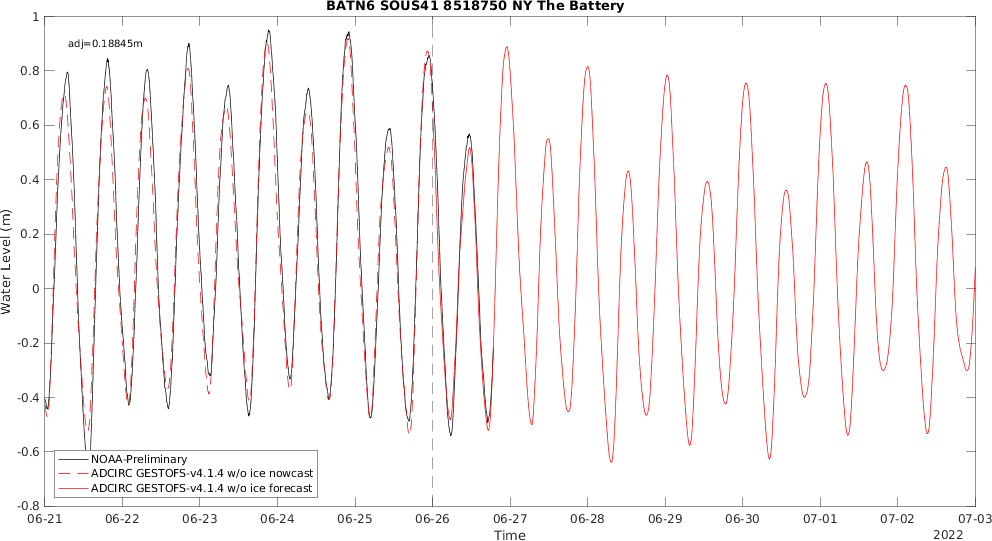 BATN6 SOUS41 8518750 NY The Battery
adj=0.18845m
1
0.8
0.6
0.4
0.2
0
-0.2
-0.4
-0.6
-0.8
Water Level (m)
NOAA-Preliminary
ADCIRC GESTOFS-v4.1.4 w/o ice nowcast
ADCIRC GESTOFS-v4.1.4 w/o ice forecast
06-21 06-22 06-23 06-24 06-25 06-26 06-27 06-28 06-29 06-30 07-01 07-02 07-03
Time
2022